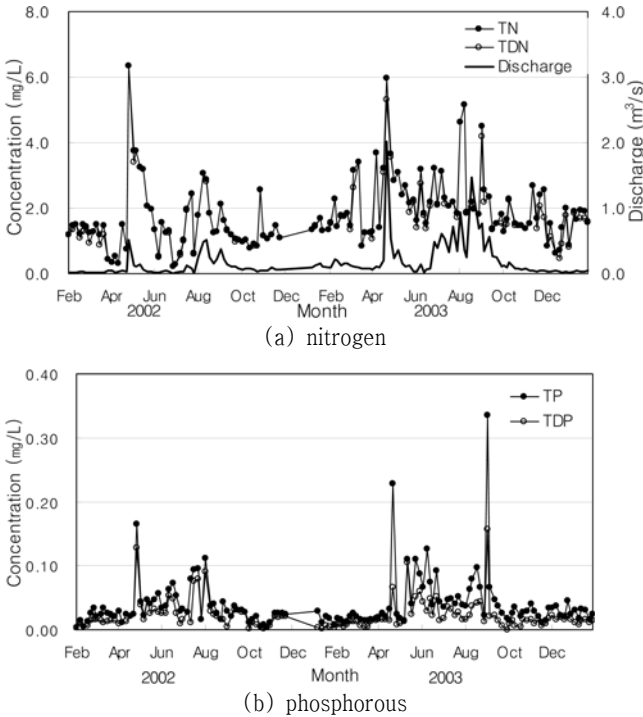 8.0
6.0
4.0
2.0
0.0
Concentration (mg/L)
TN
TDN
Discharge
4.0
3.0
2.0
1.0
0.0
Discharge (m³/s)
Feb Apr Jun Aug Oct Dec Feb Apr Jun Aug Oct Dec
2002 Month 2003
(a) nitrogen
0.40
0.30
0.20
0.10
0.00
Concentration (mg/L)
TP
TDP
Feb Apr Jun Aug Oct Dec Feb Apr Jun Aug Oct Dec
2002 Month 2003
(b) phosphorous